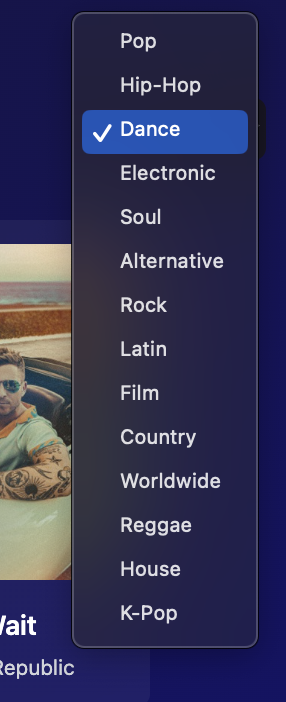 Pop
Hip-Hop
Dance
Electronic
Soul
Alternative
Rock
Latin
Film
Country
Worldwide
Reggae
House
K-Pop
Wait
Republic